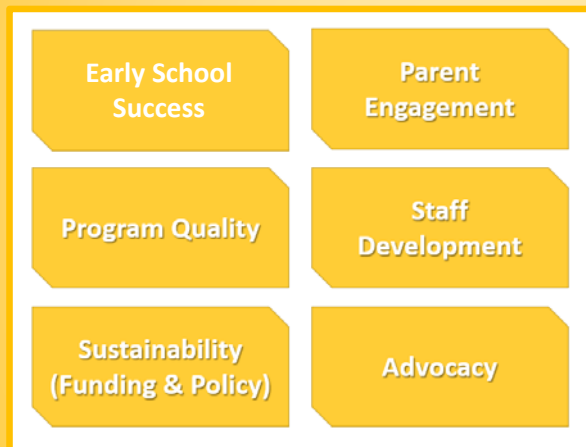 Early School
Success
Parent
Engagement
Program Quality
Staff
Development
Sustainability
(Funding & Policy)
Advocacy